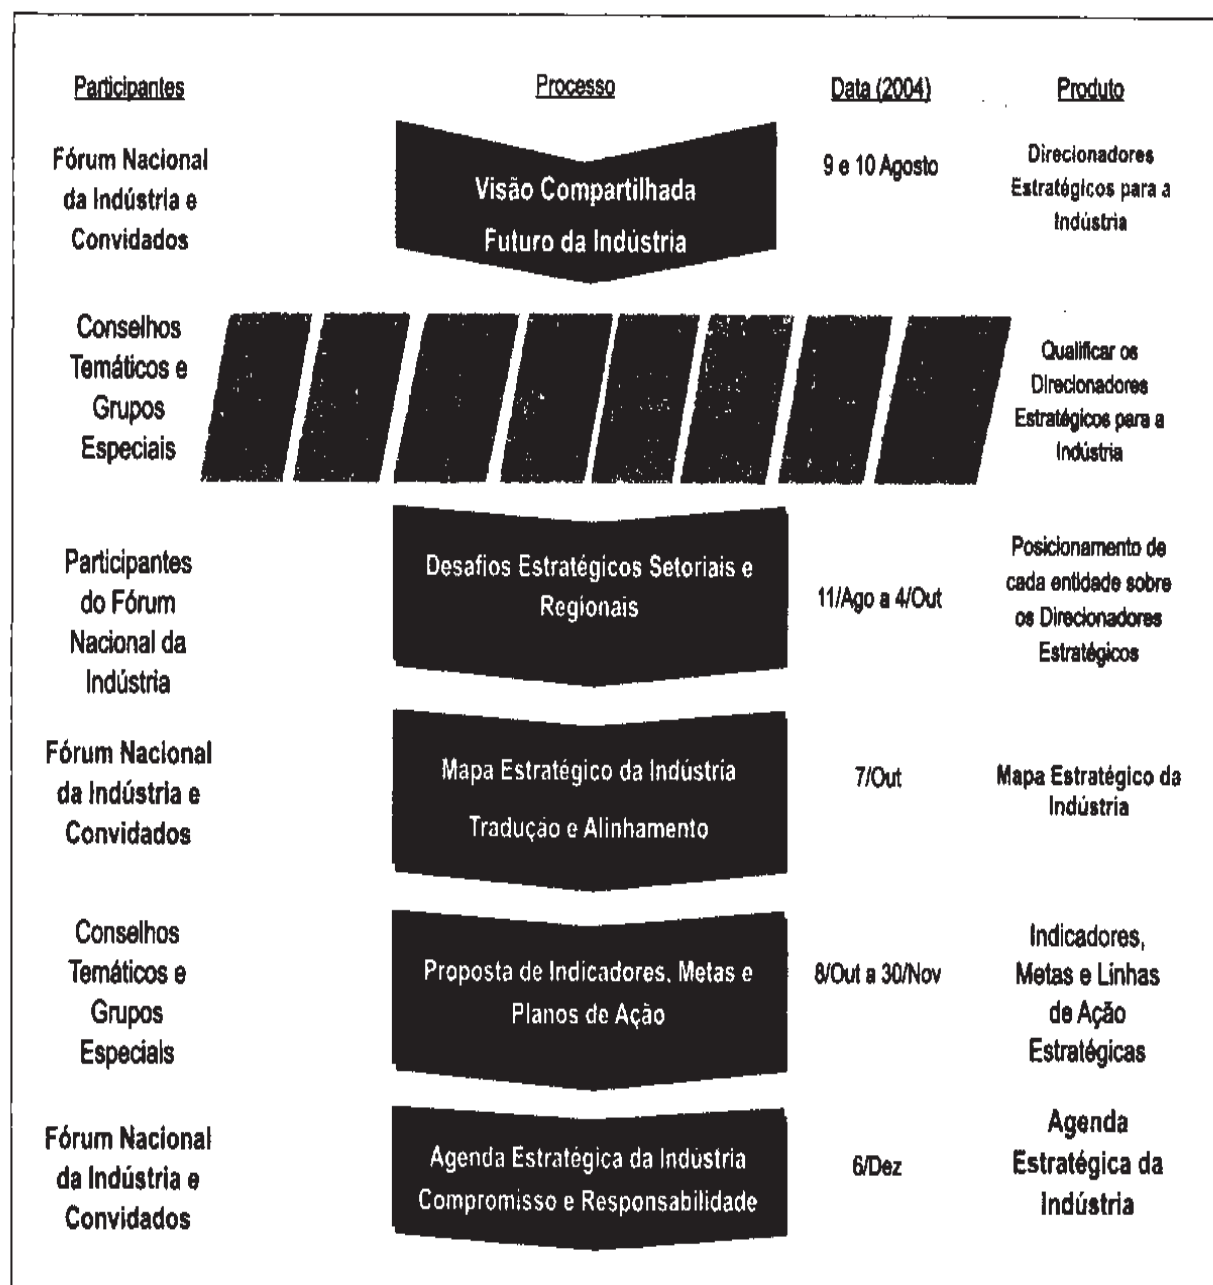 Participantes
Processo
Data (2004)
Produto
Fórum Nacional
da Indústria e
Convidados
Visão Compartilhada
Futuro da Indústria
9 e 10 Agosto
Direcionadores
Estratégicos para a
Indústria
Conselhos
Temáticos e
Grupos
Especiais
Qualificar os
Direcionadores
Estratégicos para a
Indústria
Participantes
do Fórum
Nacional da
Indústria
Desafios Estratégicos Setoriais e
Regionais
11/Ago a 4/Out
Posicionamento de
cada entidade sobre
os Direcionadores
Estratégicos
Fórum Nacional
da Indústria e
Convidados
Mapa Estratégico da Indústria
Tradução e Alinhamento
7/Out
Mapa Estratégico da
Indústria
Conselhos
Temáticos e
Grupos
Especiais
Proposta de Indicadores, Metas e
Planos de Ação
8/Out a 30/Nov
Indicadores,
Metas e Linhas
de Ação
Estratégicas
Fórum Nacional
da Indústria e
Convidados
Agenda Estratégica da Indústria
Compromisso e Responsabilidade
6/Dez
Agenda
Estratégica da
Indústria